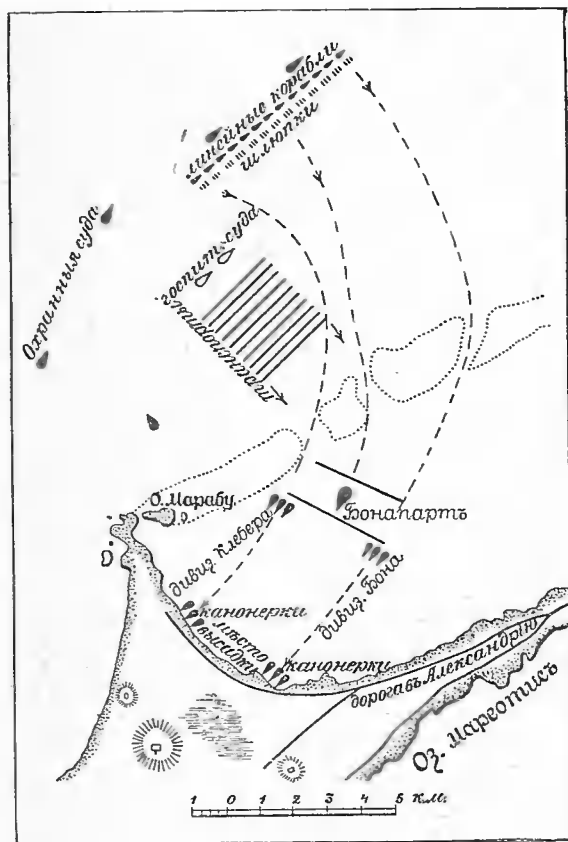 линейные корабли
шлюпки
Охранныя суда
госпит. суда
транспорты
О. Марабу.
Бонапартъ
дивиз Клебера
дивиз Бона
канонерки
мѣсто
высадки
канонерки
дорога въ Александрію
Оз. Мареотисъ
1 0 1 2 3 4 5 К.М.